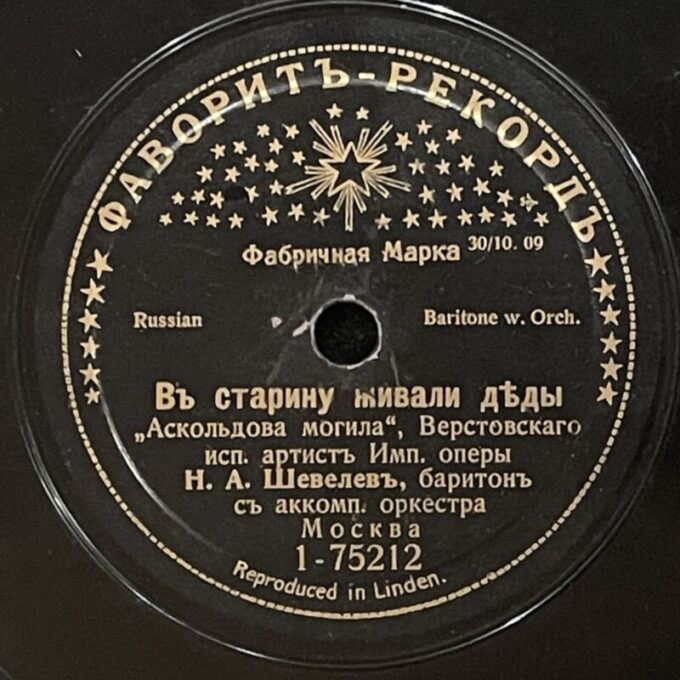 ФАВОРИТЪ-РЕКОРДЪ
Фабричная Марка 30/10. 09
Russian
Baritone w. Orch.
Въ старину живали дѣды
„Аскольдова могила“, Верстовскаго
исп. артистъ Имп. оперы
Н. А. Шевелевъ, баритонъ
съ аккомп. оркестра
Москва
1-75212
Reproduced in Linden.